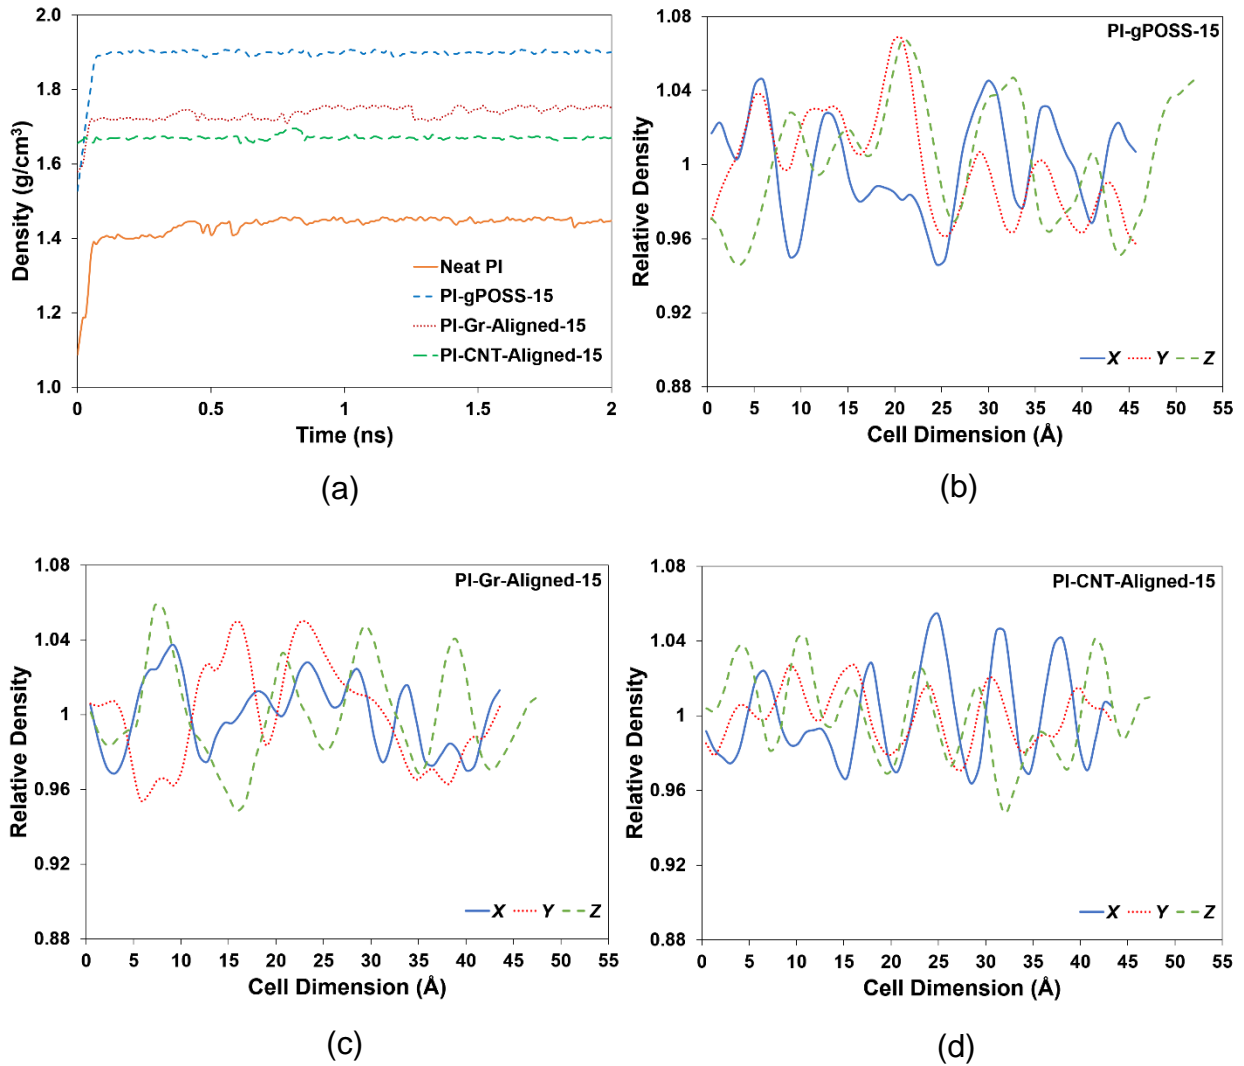 2.0
1.8
1.6
1.4
1.2
1.0
Density (g/cm³)
0
0.5
1
1.5
2
Time (ns)
Neat PI
PI-gPOSS-15
PI-Gr-Aligned-15
PI-CNT-Aligned-15
(a)
PI-gPOSS-15
1.08
1.04
1
0.96
0.92
0.88
Relative Density
X Y Z
0 5 10 15 20 25 30 35 40 45 50 55
Cell Dimension (Å)
(b)
PI-Gr-Aligned-15
1.08
1.04
1
0.96
0.92
0.88
Relative Density
X Y Z
0 5 10 15 20 25 30 35 40 45 50 55
Cell Dimension (Å)
(c)
PI-CNT-Aligned-15
1.08
1.04
1
0.96
0.92
0.88
Relative Density
X Y Z
0 5 10 15 20 25 30 35 40 45 50 55
Cell Dimension (Å)
(d)